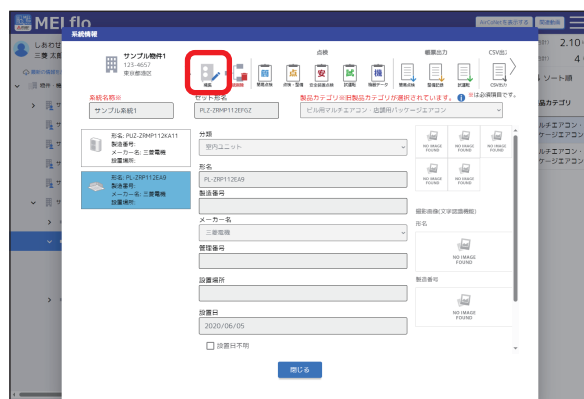 MEL flo
AirCoNetを表示する
関連動画
系統情報
しあわせ
三菱 太郎
2.10
4
ソート順
サンプル物件1
123-4657
東京都港区
点検
帳票出力
CSV出力
編集
簡易点検
点検・整備
安全装置点検
試運転
機器データ
簡易点検
整備記録
試運転
CSV出力
※は必須項目です。
系統名称※
セット形名
製品カテゴリ※旧製品カテゴリが選択されています。
サンプル系統1
PLZ-ZRMP112EFGZ
ビル用マルチエアコン・店舗用パッケージエアコン
品カテゴリ
ルチエアコン・
ケージエアコン
ルチエアコン・
ケージエアコン
形名: PUZ-ZRMP112KA11
製造番号:
メーカー名: 三菱電機
設置場所:
形名: PL-ZRP112EA9
製造番号:
メーカー名: 三菱電機
設置場所:
分類
室内ユニット
形名
PL-ZRP112EA9
製造番号
メーカー名
三菱電機
管理番号
設置場所
設置日
2020/06/05
設置日不明
NO IMAGE FOUND
NO IMAGE FOUND
NO IMAGE FOUND
NO IMAGE FOUND
NO IMAGE FOUND
撮影画像(文字認識機能)
形名
NO IMAGE
FOUND
製造番号
NO IMAGE
FOUND
閉じる